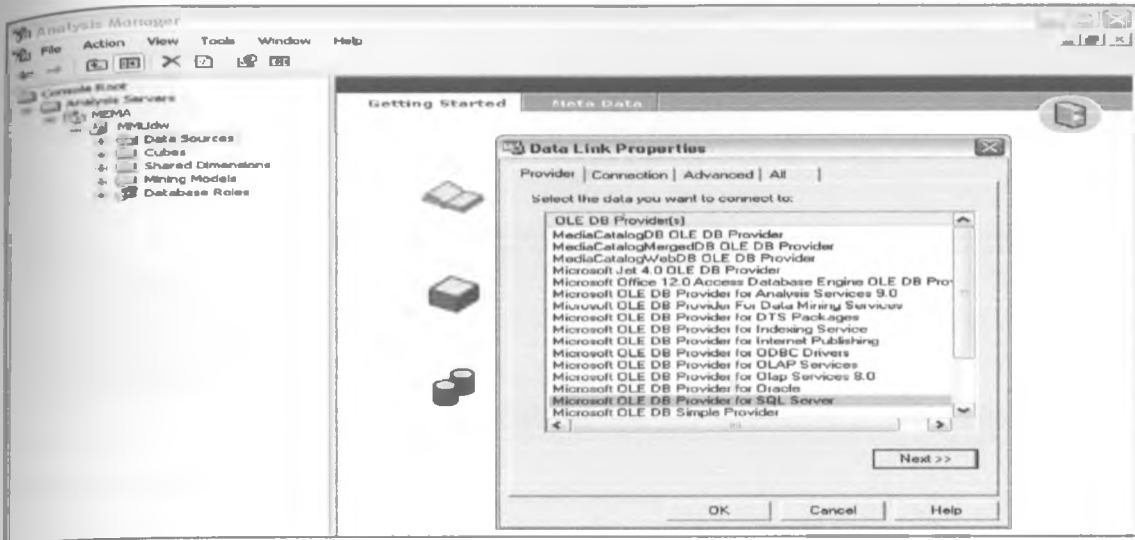 Analysis Manager
File Action View Tools Window Help
Console Root
Analysis Servers
MEMA
MMUdw
Data Sources
Cubes
Shared Dimensions
Mining Models
Database Roles
Getting Started Meta Data
Data Link Properties
Provider Connection Advanced All
Select the data you want to connect to:
OLE DB Provider(s)
MediaCatalogDB OLE DB Provider
MediaCatalogMergedDB OLE DB Provider
MediaCatalogWebDB OLE DB Provider
Microsoft Jet 4.0 OLE DB Provider
Microsoft Office 12.0 Access Database Engine OLE DB Pro
Microsoft OLE DB Provider for Analysis Services 9.0
Microsoft OLE DB Provider For Data Mining Services
Microsoft OLE DB Provider for DTS Packages
Microsoft OLE DB Provider for Indexing Service
Microsoft OLE DB Provider for Internet Publishing
Microsoft OLE DB Provider for ODBC Drivers
Microsoft OLE DB Provider for OLAP Services
Microsoft OLE DB Provider for Olap Services 8.0
Microsoft OLE DB Provider for Oracle
Microsoft OLE DB Provider for SQL Server
Microsoft OLE DB Simple Provider
Next >>
OK Cancel Help